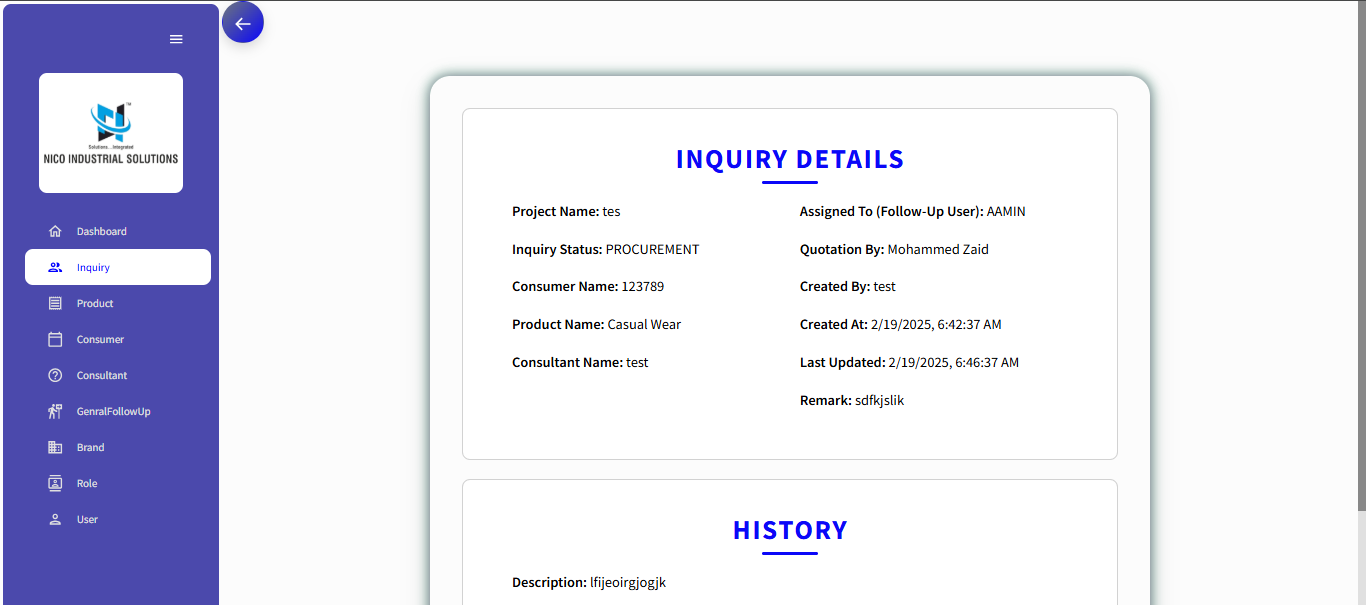 TM
Solutions... Integrated
NICO INDUSTRIAL SOLUTIONS
Dashboard
Inquiry
Product
Consumer
Consultant
GenralFollowUp
Brand
Role
User
INQUIRY DETAILS
Project Name: tes
Inquiry Status: PROCUREMENT
Consumer Name: 123789
Product Name: Casual Wear
Consultant Name: test
Assigned To (Follow-Up User): AAMIN
Quotation By: Mohammed Zaid
Created By: test
Created At: 2/19/2025, 6:42:37 AM
Last Updated: 2/19/2025, 6:46:37 AM
Remark: sdfkjslik
HISTORY
Description: lfijeoirgjogjk